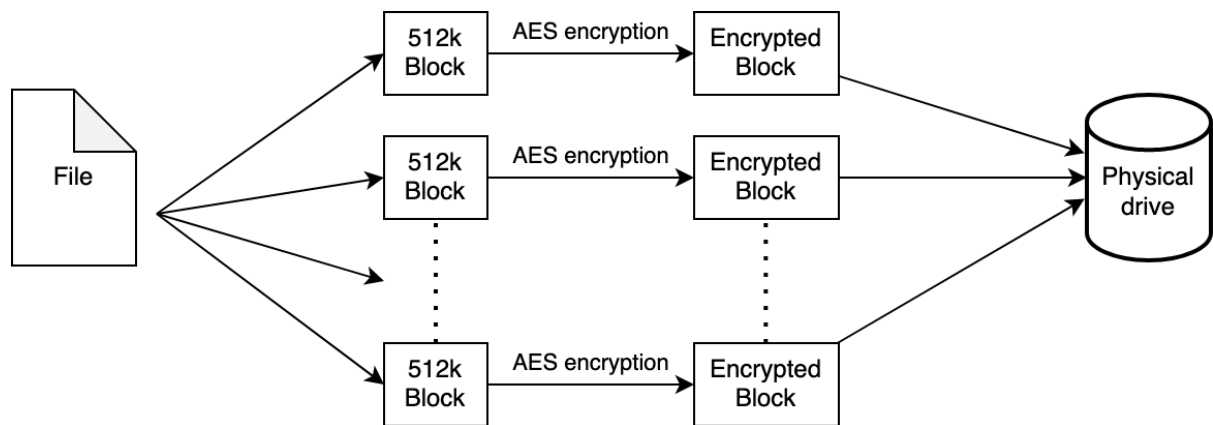 File
512k
Block
AES encryption
Encrypted
Block
512k
Block
AES encryption
Encrypted
Block
512k
Block
AES encryption
Encrypted
Block
Physical
drive